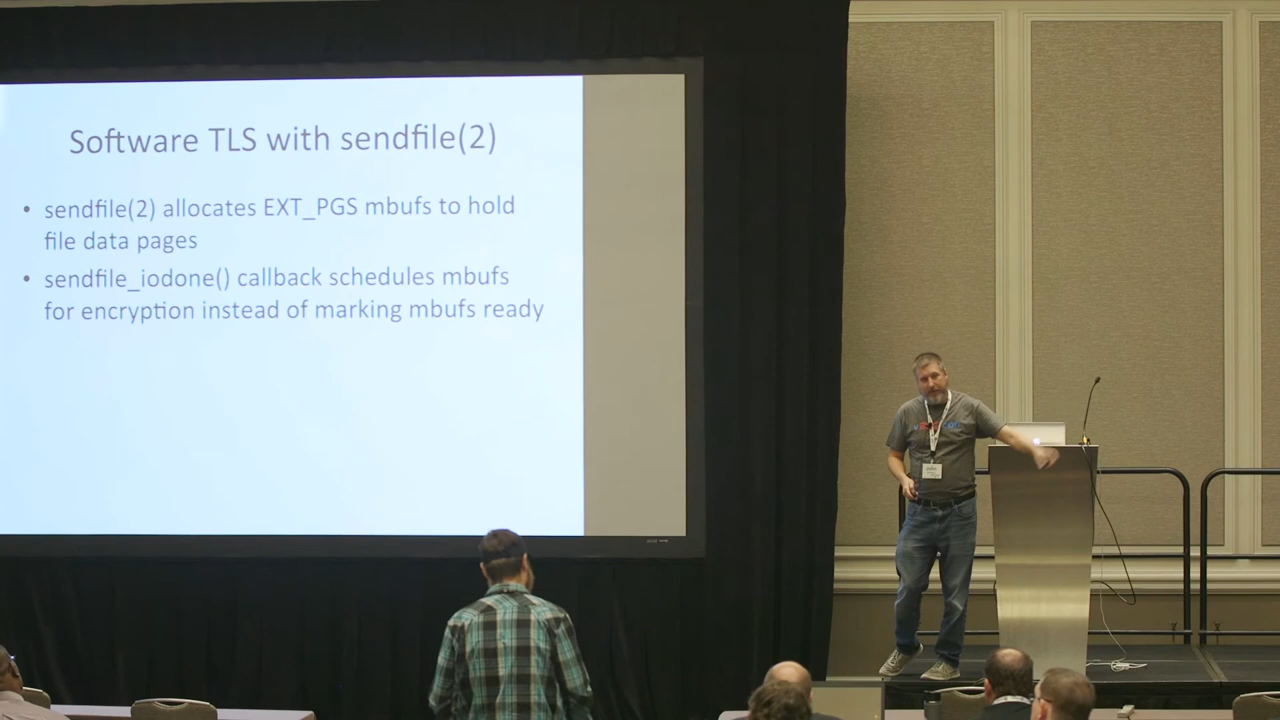 Software TLS with sendfile(2)
• sendfile(2) allocates EXT_PGS mbufs to hold
file data pages
• sendfile_iodone() callback schedules mbufs
for encryption instead of marking mbufs ready